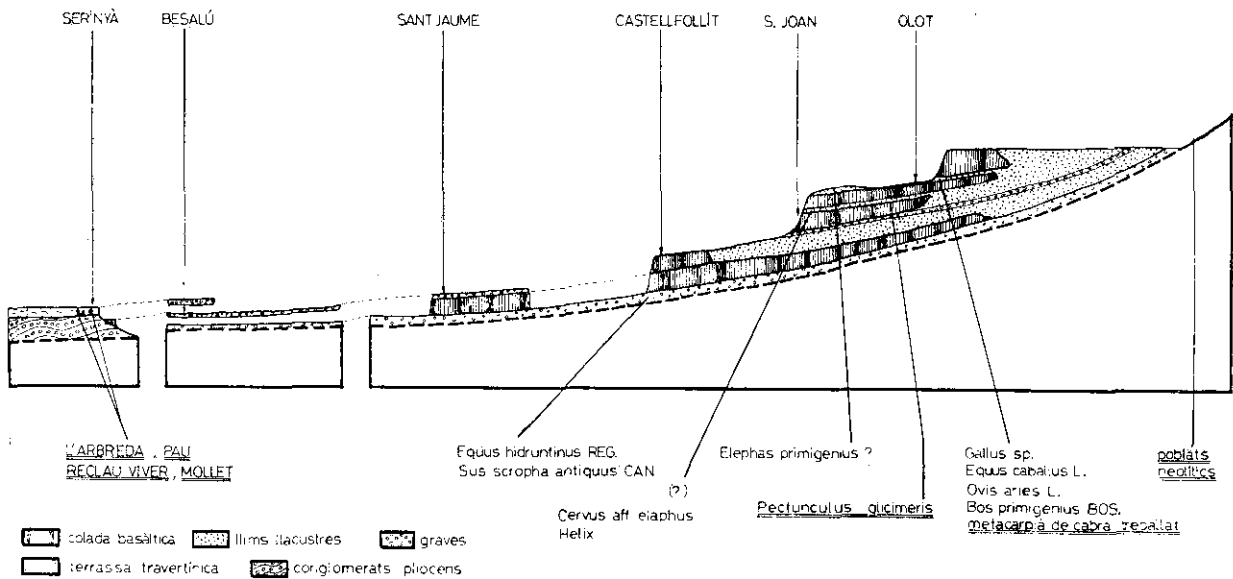 SERINYÀ
BESALÚ
SANT JAUME
CASTELLFOLLIT
S. JOAN
OLOT
L'ARBREDA, PAU
RECLAU VIVER, MOLLET
Equus hidruntinus REG.
Sus scropha antiquus CAN
(?)
Cervus aff elaphus
Helix
Elephas primigenius ?
Pectunculus glicimeris
Gallus sp.
Equus caballus L.
Ovis aries L.
Bos primigenius BOS.
metacarpià de cabra treballat
poblats
neolítics
colada basàltica
llims llacustres
graves
terrassa travertínica
conglomerats pliocens